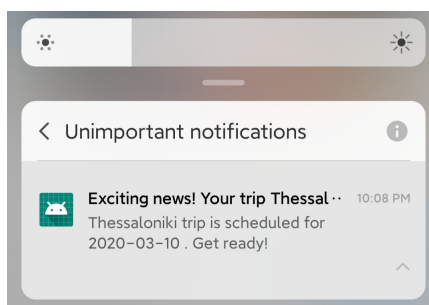 Unimportant notifications
Exciting news! Your trip Thessal ··
10:08 PM
Thessaloniki trip is scheduled for
2020-03-10 . Get ready!